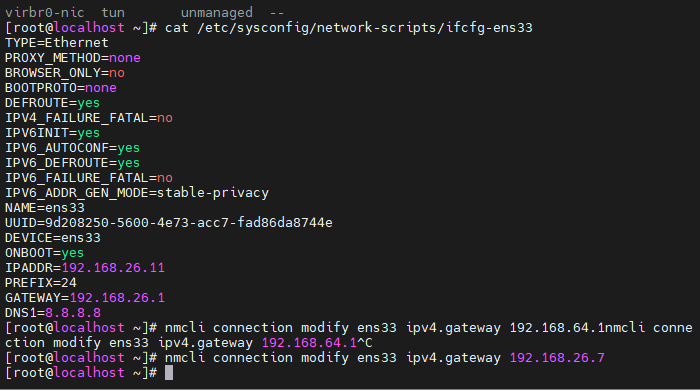 virbr0-nic  tun       unmanaged  --
[root@localhost ~]# cat /etc/sysconfig/network-scripts/ifcfg-ens33
TYPE=Ethernet
PROXY_METHOD=none
BROWSER_ONLY=no
BOOTPROTO=none
DEFROUTE=yes
IPV4_FAILURE_FATAL=no
IPV6INIT=yes
IPV6_AUTOCONF=yes
IPV6_DEFROUTE=yes
IPV6_FAILURE_FATAL=no
IPV6_ADDR_GEN_MODE=stable-privacy
NAME=ens33
UUID=9d208250-5600-4e73-acc7-fad86da8744e
DEVICE=ens33
ONBOOT=yes
IPADDR=192.168.26.11
PREFIX=24
GATEWAY=192.168.26.1
DNS1=8.8.8.8
[root@localhost ~]# nmcli connection modify ens33 ipv4.gateway 192.168.64.1nmcli conne
ction modify ens33 ipv4.gateway 192.168.64.1^C
[root@localhost ~]# nmcli connection modify ens33 ipv4.gateway 192.168.26.7
[root@localhost ~]#